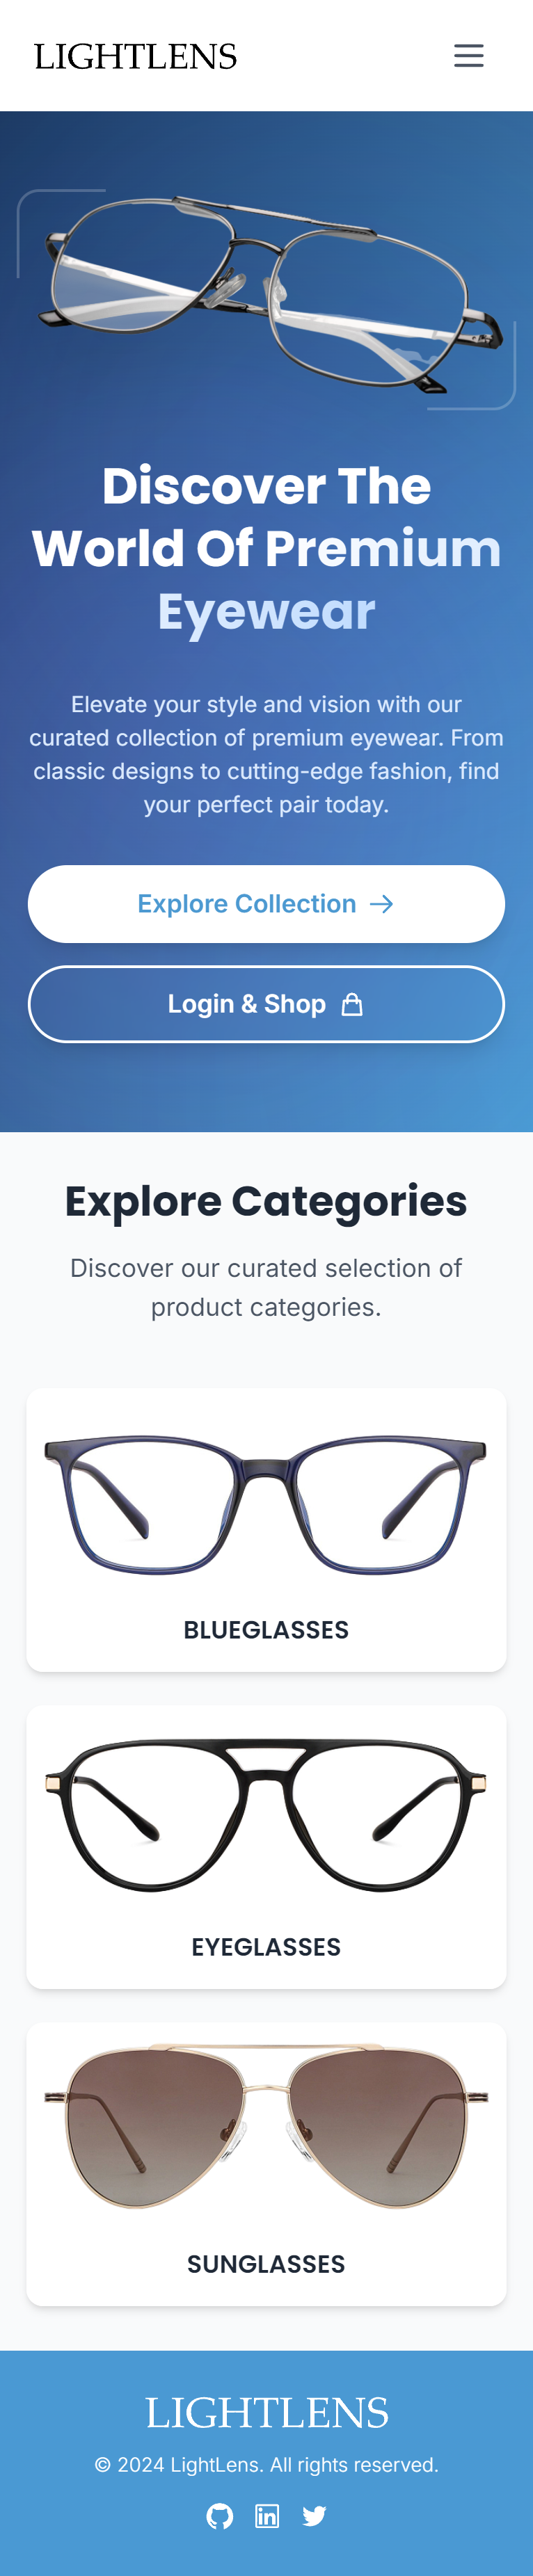 LIGHTLENS
Discover The
World Of Premium
Eyewear
Elevate your style and vision with our
curated collection of premium eyewear. From
classic designs to cutting-edge fashion, find
your perfect pair today.
Explore Collection →
Login & Shop
Explore Categories
Discover our curated selection of
product categories.
BLUEGLASSES
EYEGLASSES
SUNGLASSES
LIGHTLENS
© 2024 LightLens. All rights reserved.